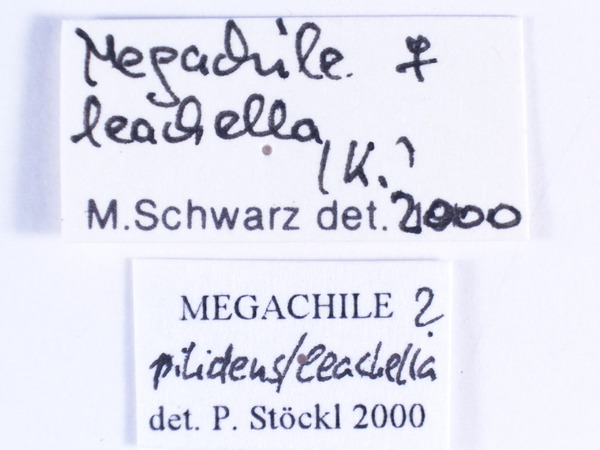 Megachile ♀
leachella
(K.)
M.Schwarz det. 2000
MEGACHILE ?
pilidens/leachella
det. P. Stöckl 2000